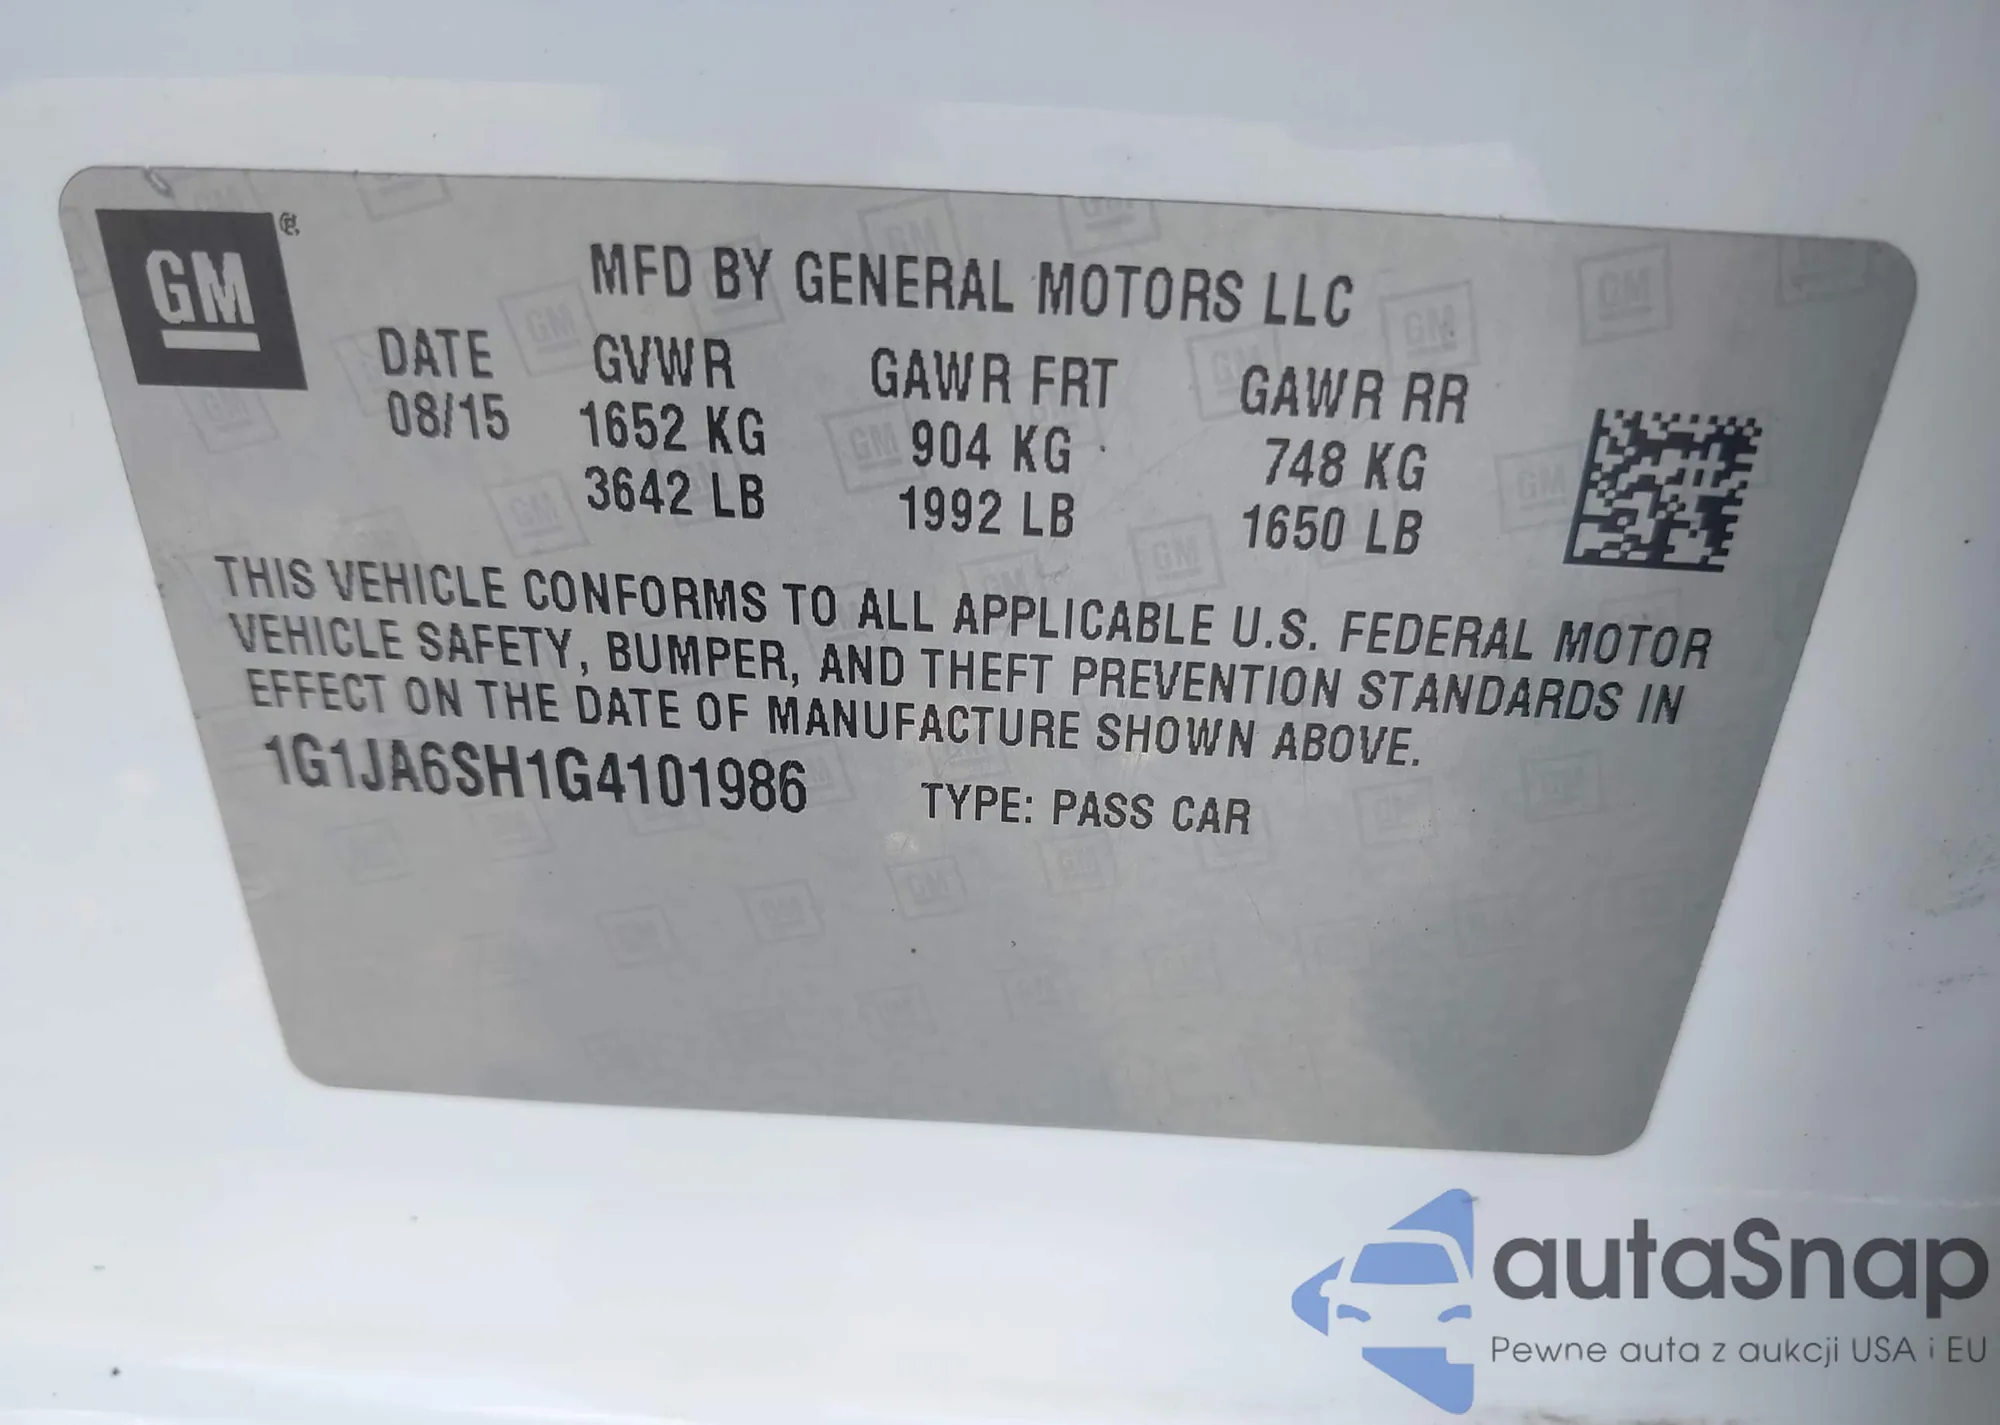 GM
MFD BY GENERAL MOTORS LLC
DATE GVWR GAWR FRT GAWR RR
08/15 1652 KG 904 KG 748 KG
3642 LB 1992 LB 1650 LB
THIS VEHICLE CONFORMS TO ALL APPLICABLE U.S. FEDERAL MOTOR
VEHICLE SAFETY, BUMPER, AND THEFT PREVENTION STANDARDS IN
EFFECT ON THE DATE OF MANUFACTURE SHOWN ABOVE.
1G1JA6SH1G4101986 TYPE: PASS CAR
autaSnap
Pewne auta z aukcji USA i EU